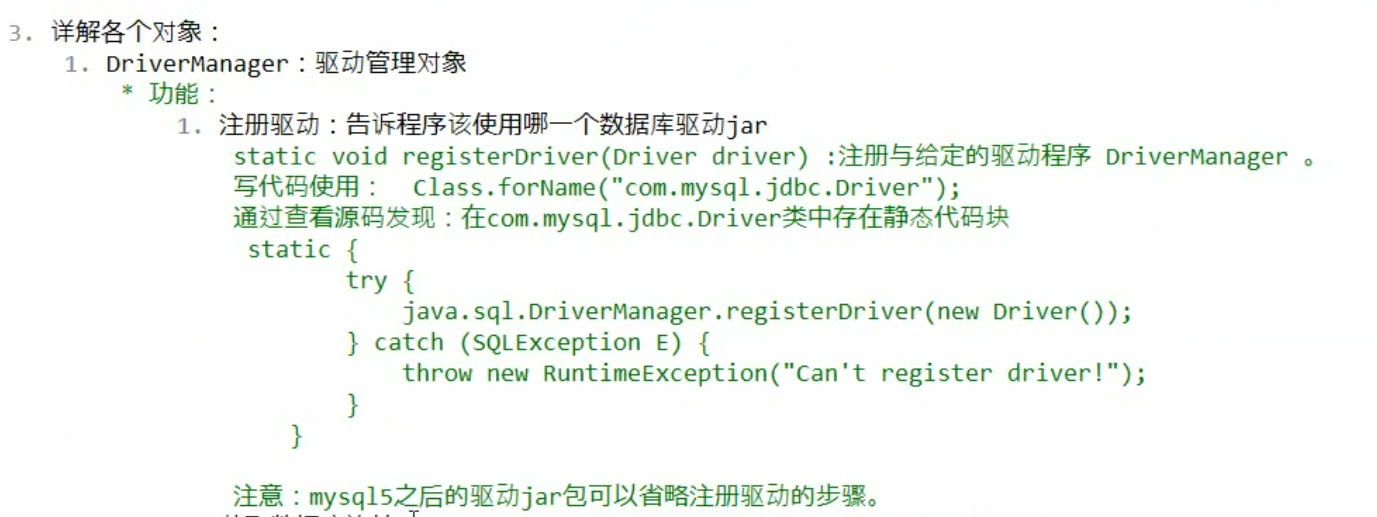 3. 详解各个对象：
1. DriverManager：驱动管理对象
* 功能：
1. 注册驱动：告诉程序该使用哪一个数据库驱动jar
static void registerDriver(Driver driver) :注册与给定的驱动程序 DriverManager 。
写代码使用： Class.forName("com.mysql.jdbc.Driver");
通过查看源码发现：在com.mysql.jdbc.Driver类中存在静态代码块
static {
try {
java.sql.DriverManager.registerDriver(new Driver());
} catch (SQLException E) {
throw new RuntimeException("Can't register driver!");
}
}
注意：mysql5之后的驱动jar包可以省略注册驱动的步骤。